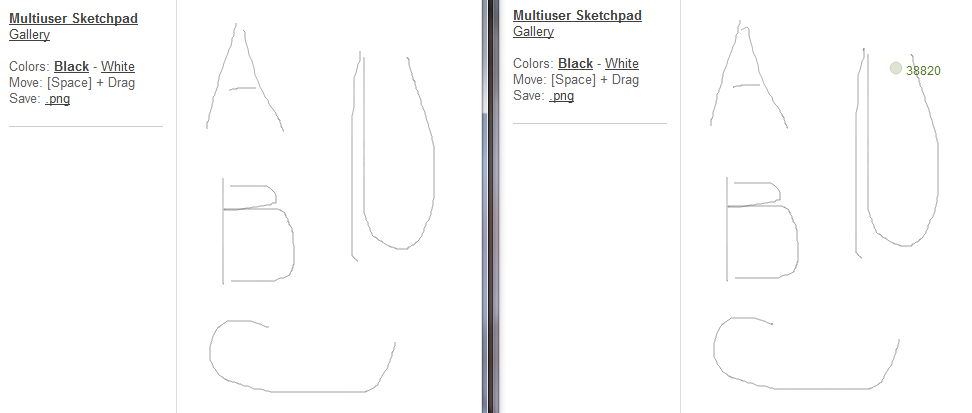 Multiuser Sketchpad
Gallery
Colors: Black - White
Move: [Space] + Drag
Save: .png
A
B
C
Multiuser Sketchpad
Gallery
Colors: Black - White
Move: [Space] + Drag
Save: .png
38820
A
B
C